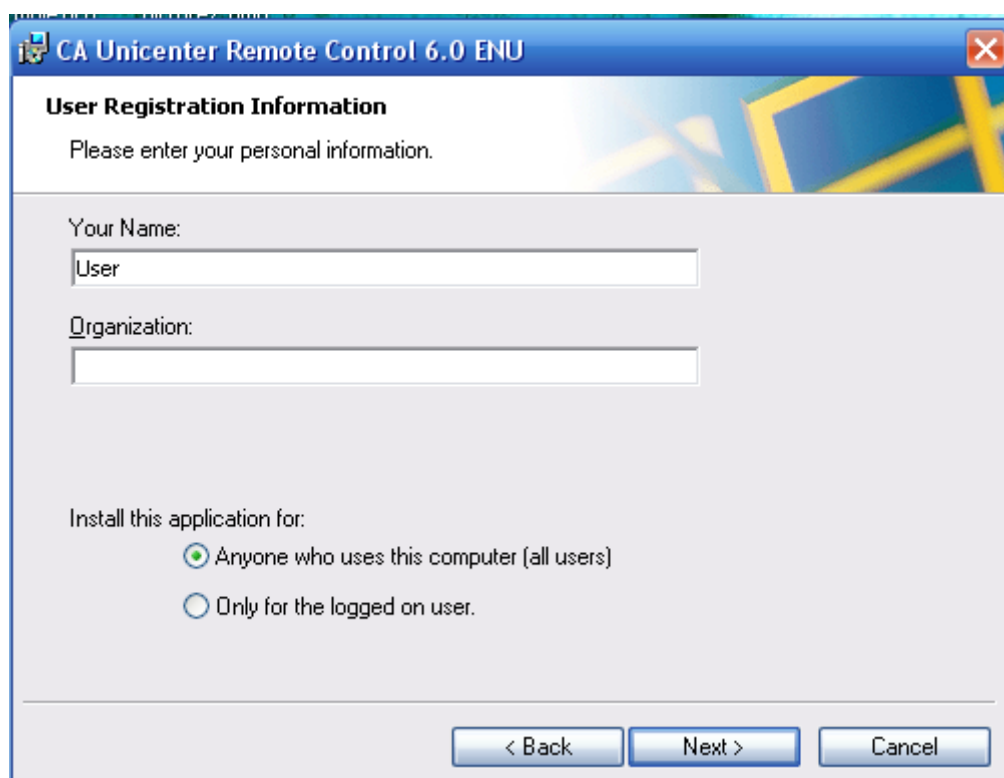 CA Unicenter Remote Control 6.0 ENU
User Registration Information
Please enter your personal information.
Your Name:
User
Organization:
Install this application for:
Anyone who uses this computer (all users)
Only for the logged on user.
< Back Next > Cancel